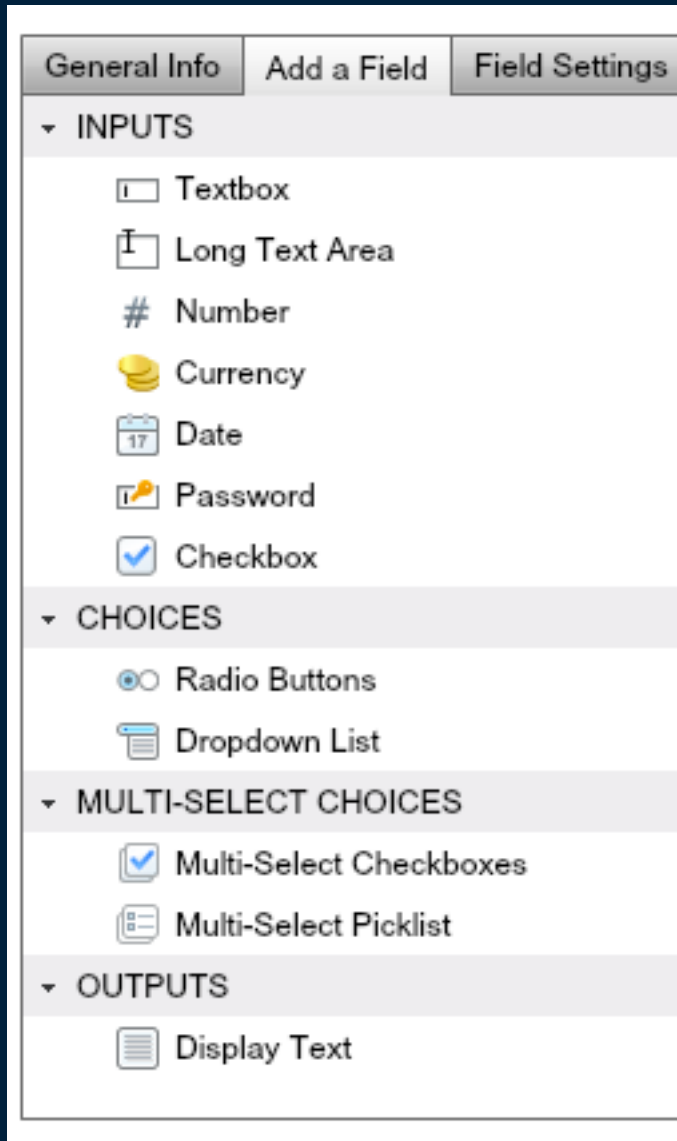 General Info Add a Field Field Settings
INPUTS
Textbox
Long Text Area
# Number
Currency
17 Date
Password
Checkbox
CHOICES
Radio Buttons
Dropdown List
MULTI-SELECT CHOICES
Multi-Select Checkboxes
Multi-Select Picklist
OUTPUTS
Display Text